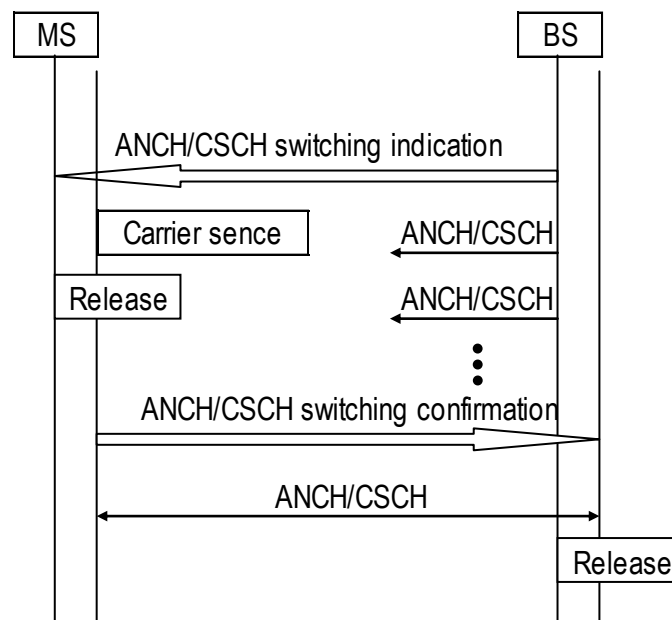 MS
BS
ANCH/CSCH switching indication
Carrier sence
ANCH/CSCH
Release
ANCH/CSCH
ANCH/CSCH switching confirmation
ANCH/CSCH
Release